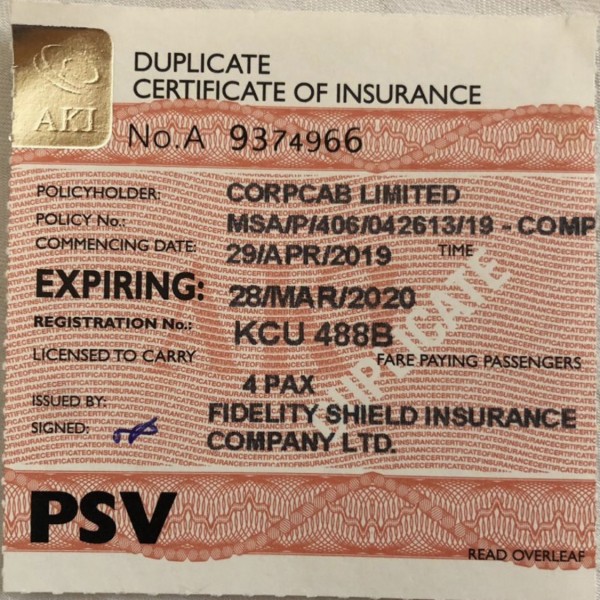 AKI
DUPLICATE
CERTIFICATE OF INSURANCE
No.A 9374966
POLICYHOLDER: CORPCAB LIMITED
POLICY No.: MSA/P/406/042613/19 - COMP
COMMENCING DATE: 29/APR/2019 TIME
EXPIRING: 28/MAR/2020
REGISTRATION No.: KCU 488B
LICENSED TO CARRY FARE PAYING PASSENGERS
4 PAX
ISSUED BY: FIDELITY SHIELD INSURANCE
SIGNED: COMPANY LTD.
DUPLICATE
PSV
READ OVERLEAF